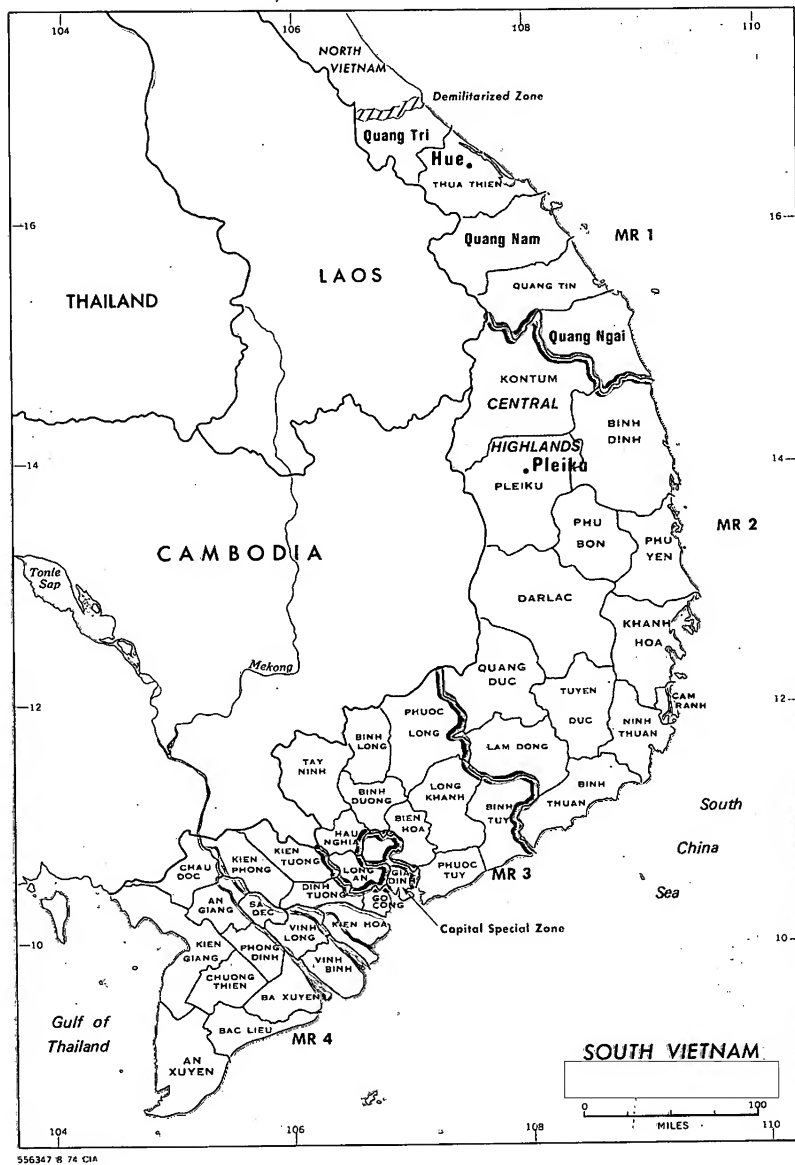 104
106
108
110
NORTH
VIETNAM
Demilitarized Zone
Quang Tri
Hue
THUA THIEN
16
16
MR 1
Quang Nam
LAOS
THAILAND
QUANG TIN
Quang Ngai
KONTUM
CENTRAL
BINH
DINH
HIGHLANDS
14
14
Pleiku
PLEIKU
MR 2
PHU
BON
PHU
YEN
CAMBODIA
Tonle
Sap
DARLAC
KHANH
HOA
Mekong
QUANG
DUC
TUYEN
DUC
CAM
RANH
12
12
PHUOC
LONG
NINH
THUAN
BINH
LONG
LAM DONG
TAY
NINH
BINH
DUONG
LONG
KHANH
BINH
TUY
BINH
THUAN
South
China
Sea
BIEN
HOA
HAU
NGHIA
KIEN
TUONG
KIEN
PHONG
CHAU
DOC
LONG
AN
GIA
DINH
PHUOC
TUY
MR 3
DINH
TUONG
GO
CONG
AN
GIANG
SA
DEC
Capital Special Zone
VINH
LONG
KIEN HOA
10
10
KIEN
GIANG
PHONG
DINH
VINH
BINH
CHUONG
THIEN
BA XUYEN
Gulf of
Thailand
BAC LIEU
MR 4
AN
XUYEN
SOUTH VIETNAM
0
100
MILES
104
106
108
110
556347 8 74 CIA